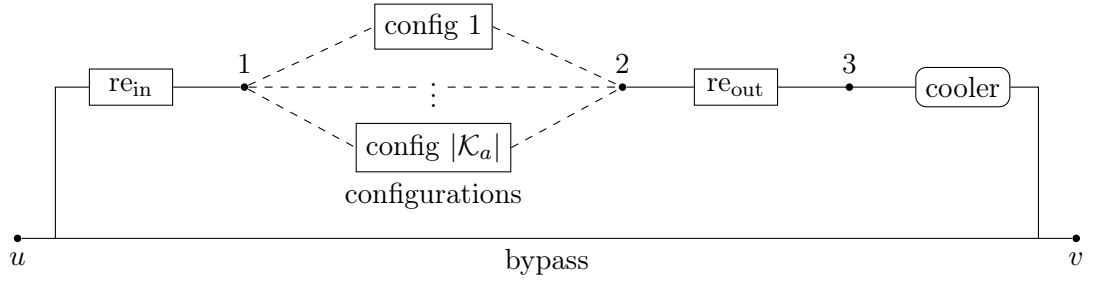 config 1
1
2
3
re_in
⋮
re_out
cooler
config |𝒦_a|
configurations
u
bypass
v